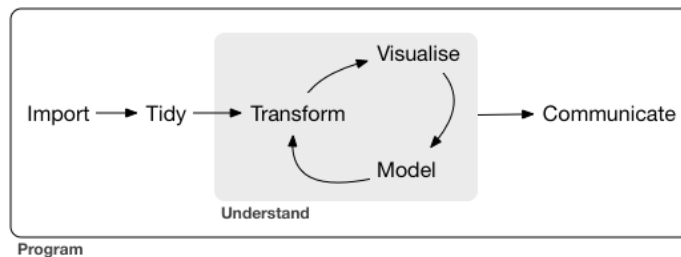 Visualise
Import
Tidy
Transform
Communicate
Model
Understand
Program